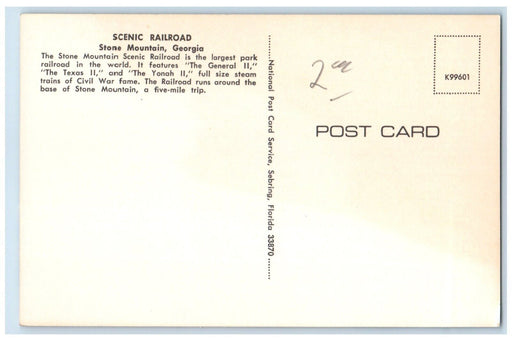 SCENIC RAILROAD
Stone Mountain, Georgia
The Stone Mountain Scenic Railroad is the largest park
railroad in the world. It features "The General II,"
"The Texas II," and "The Yonah II," full size steam
trains of Civil War fame. The Railroad runs around the
base of Stone Mountain, a five-mile trip.
National Post Card Service, Sebring, Florida 33870
2⁰⁰
K99601
POST CARD